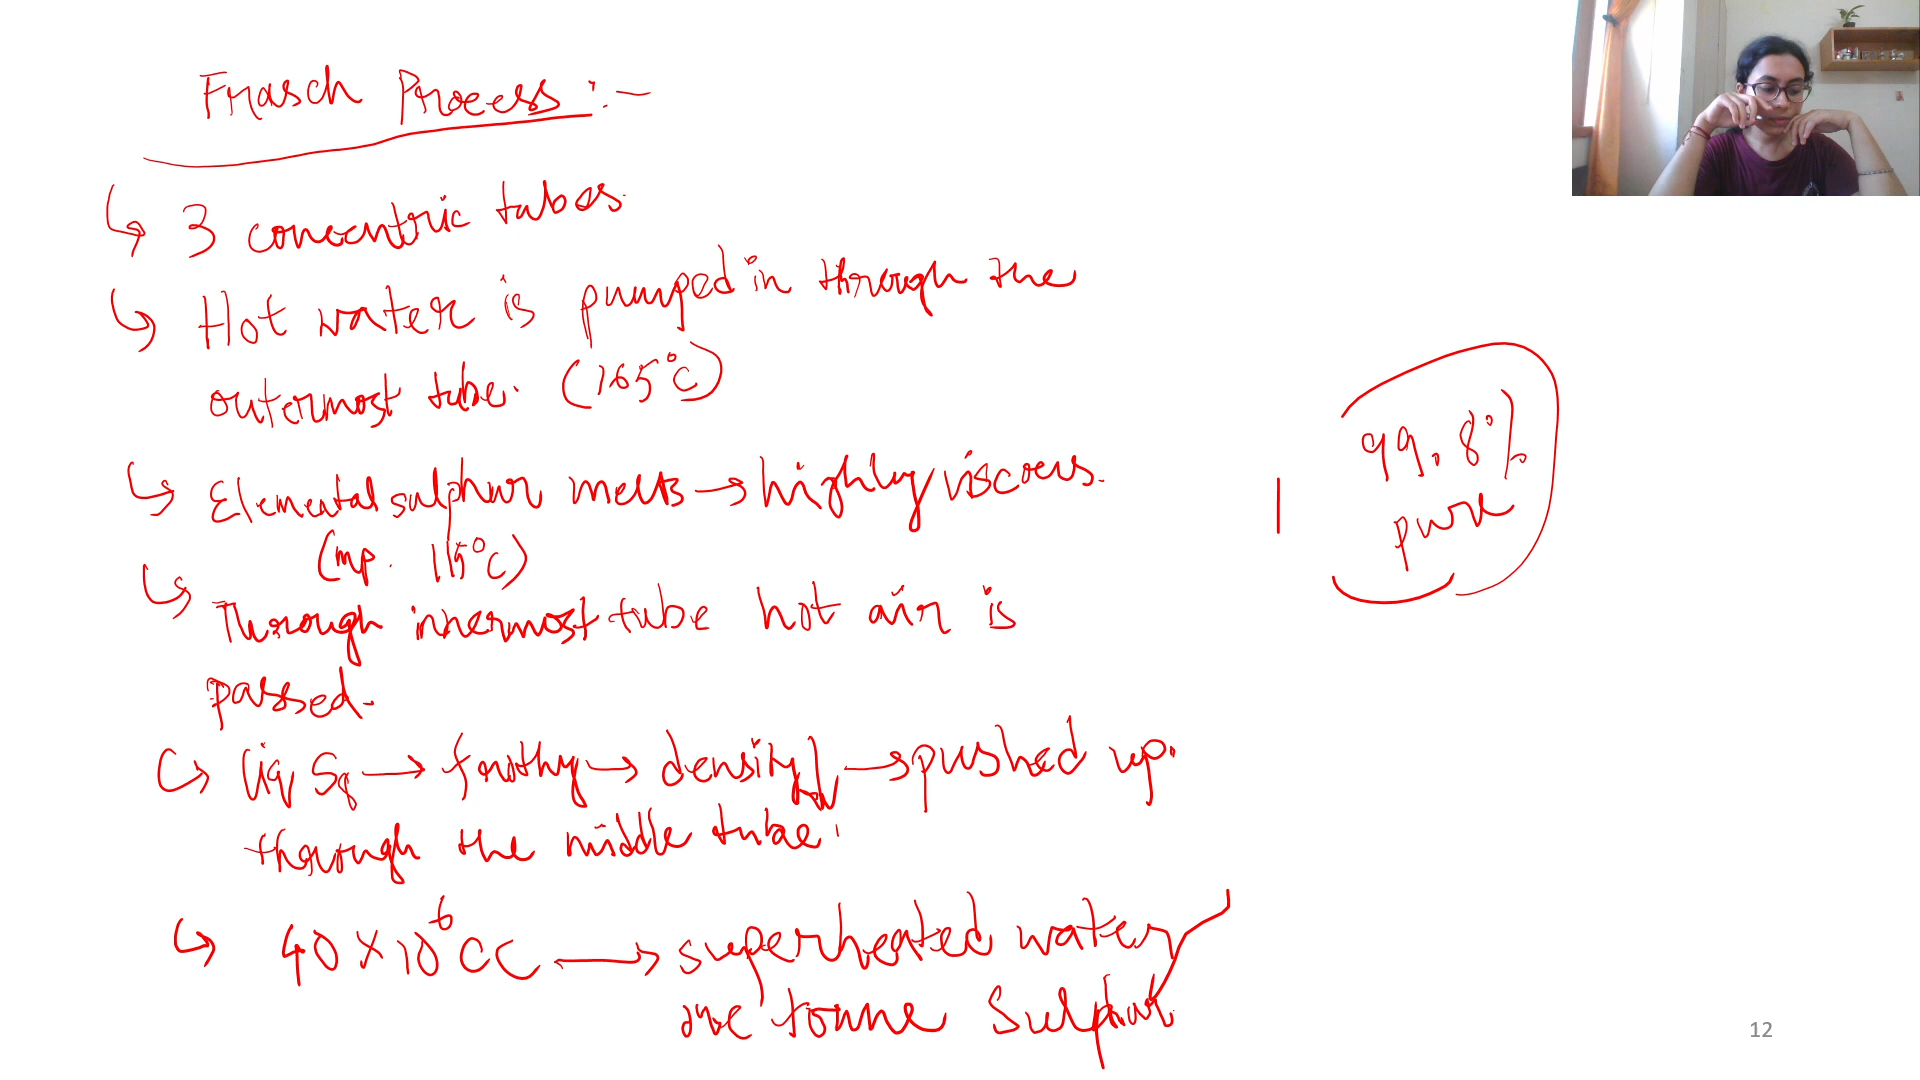 Frasch Process :-
↳ 3 concentric tubes.
↳ Hot water is pumped in through the
outermost tube. (165°C)
↳ Elemental sulphur melts → highly viscous.
(mp. 115°C)
↳ Through innermost tube hot air is
passed.
↳ liq S8 → frothy → density↓ → pushed up.
through the middle tube.
↳ 40 × 10⁶ CC → superheated water
one tonne Sulphur
99.8%
pure
12